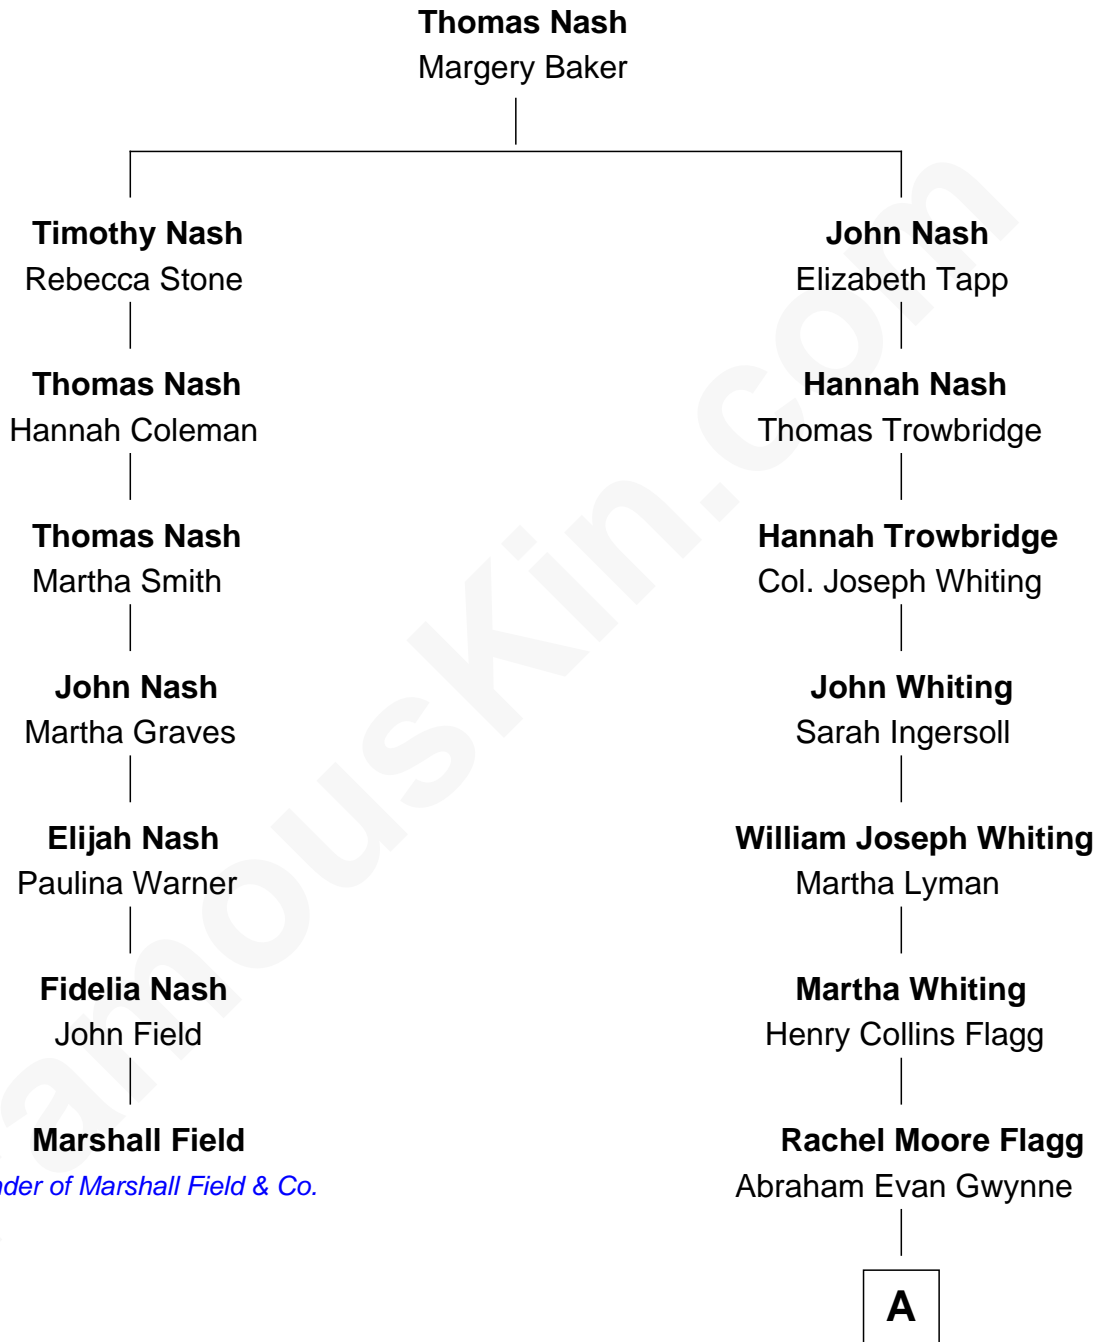 Thomas Nash
Margery Baker
Timothy Nash
Rebecca Stone
John Nash
Elizabeth Tapp
Thomas Nash
Hannah Coleman
Hannah Nash
Thomas Trowbridge
Thomas Nash
Martha Smith
Hannah Trowbridge
Col. Joseph Whiting
John Nash
Martha Graves
John Whiting
Sarah Ingersoll
Elijah Nash
Paulina Warner
William Joseph Whiting
Martha Lyman
Fidelia Nash
John Field
Martha Whiting
Henry Collins Flagg
Marshall Field
of Marshall Field & Co.
Rachel Moore Flagg
Abraham Evan Gwynne
A